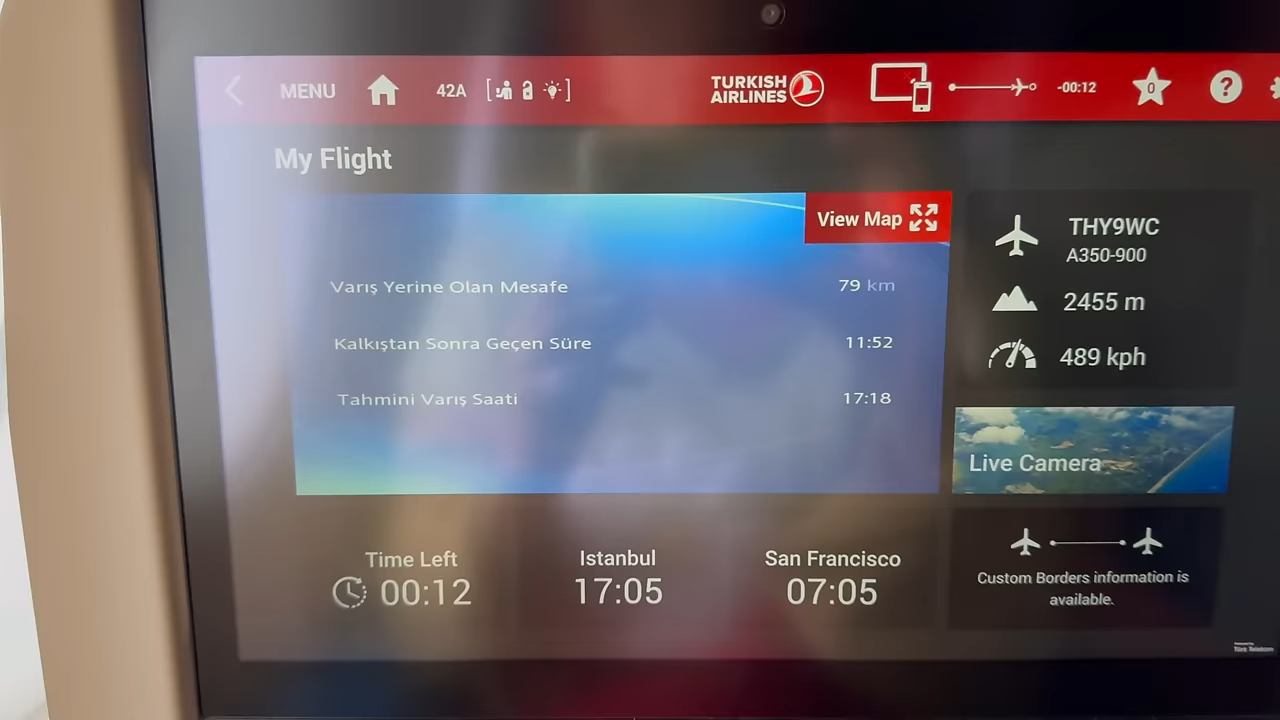 MENU
42A
TURKISH
AIRLINES
-00:12
0
?
My Flight
View Map
Varış Yerine Olan Mesafe 79 km
Kalkıştan Sonra Geçen Süre 11:52
Tahmini Varış Saati 17:18
THY9WC
A350-900
2455 m
489 kph
Live Camera
Time Left
00:12
Istanbul
17:05
San Francisco
07:05
Custom Borders information is
available.
Türk Telekom